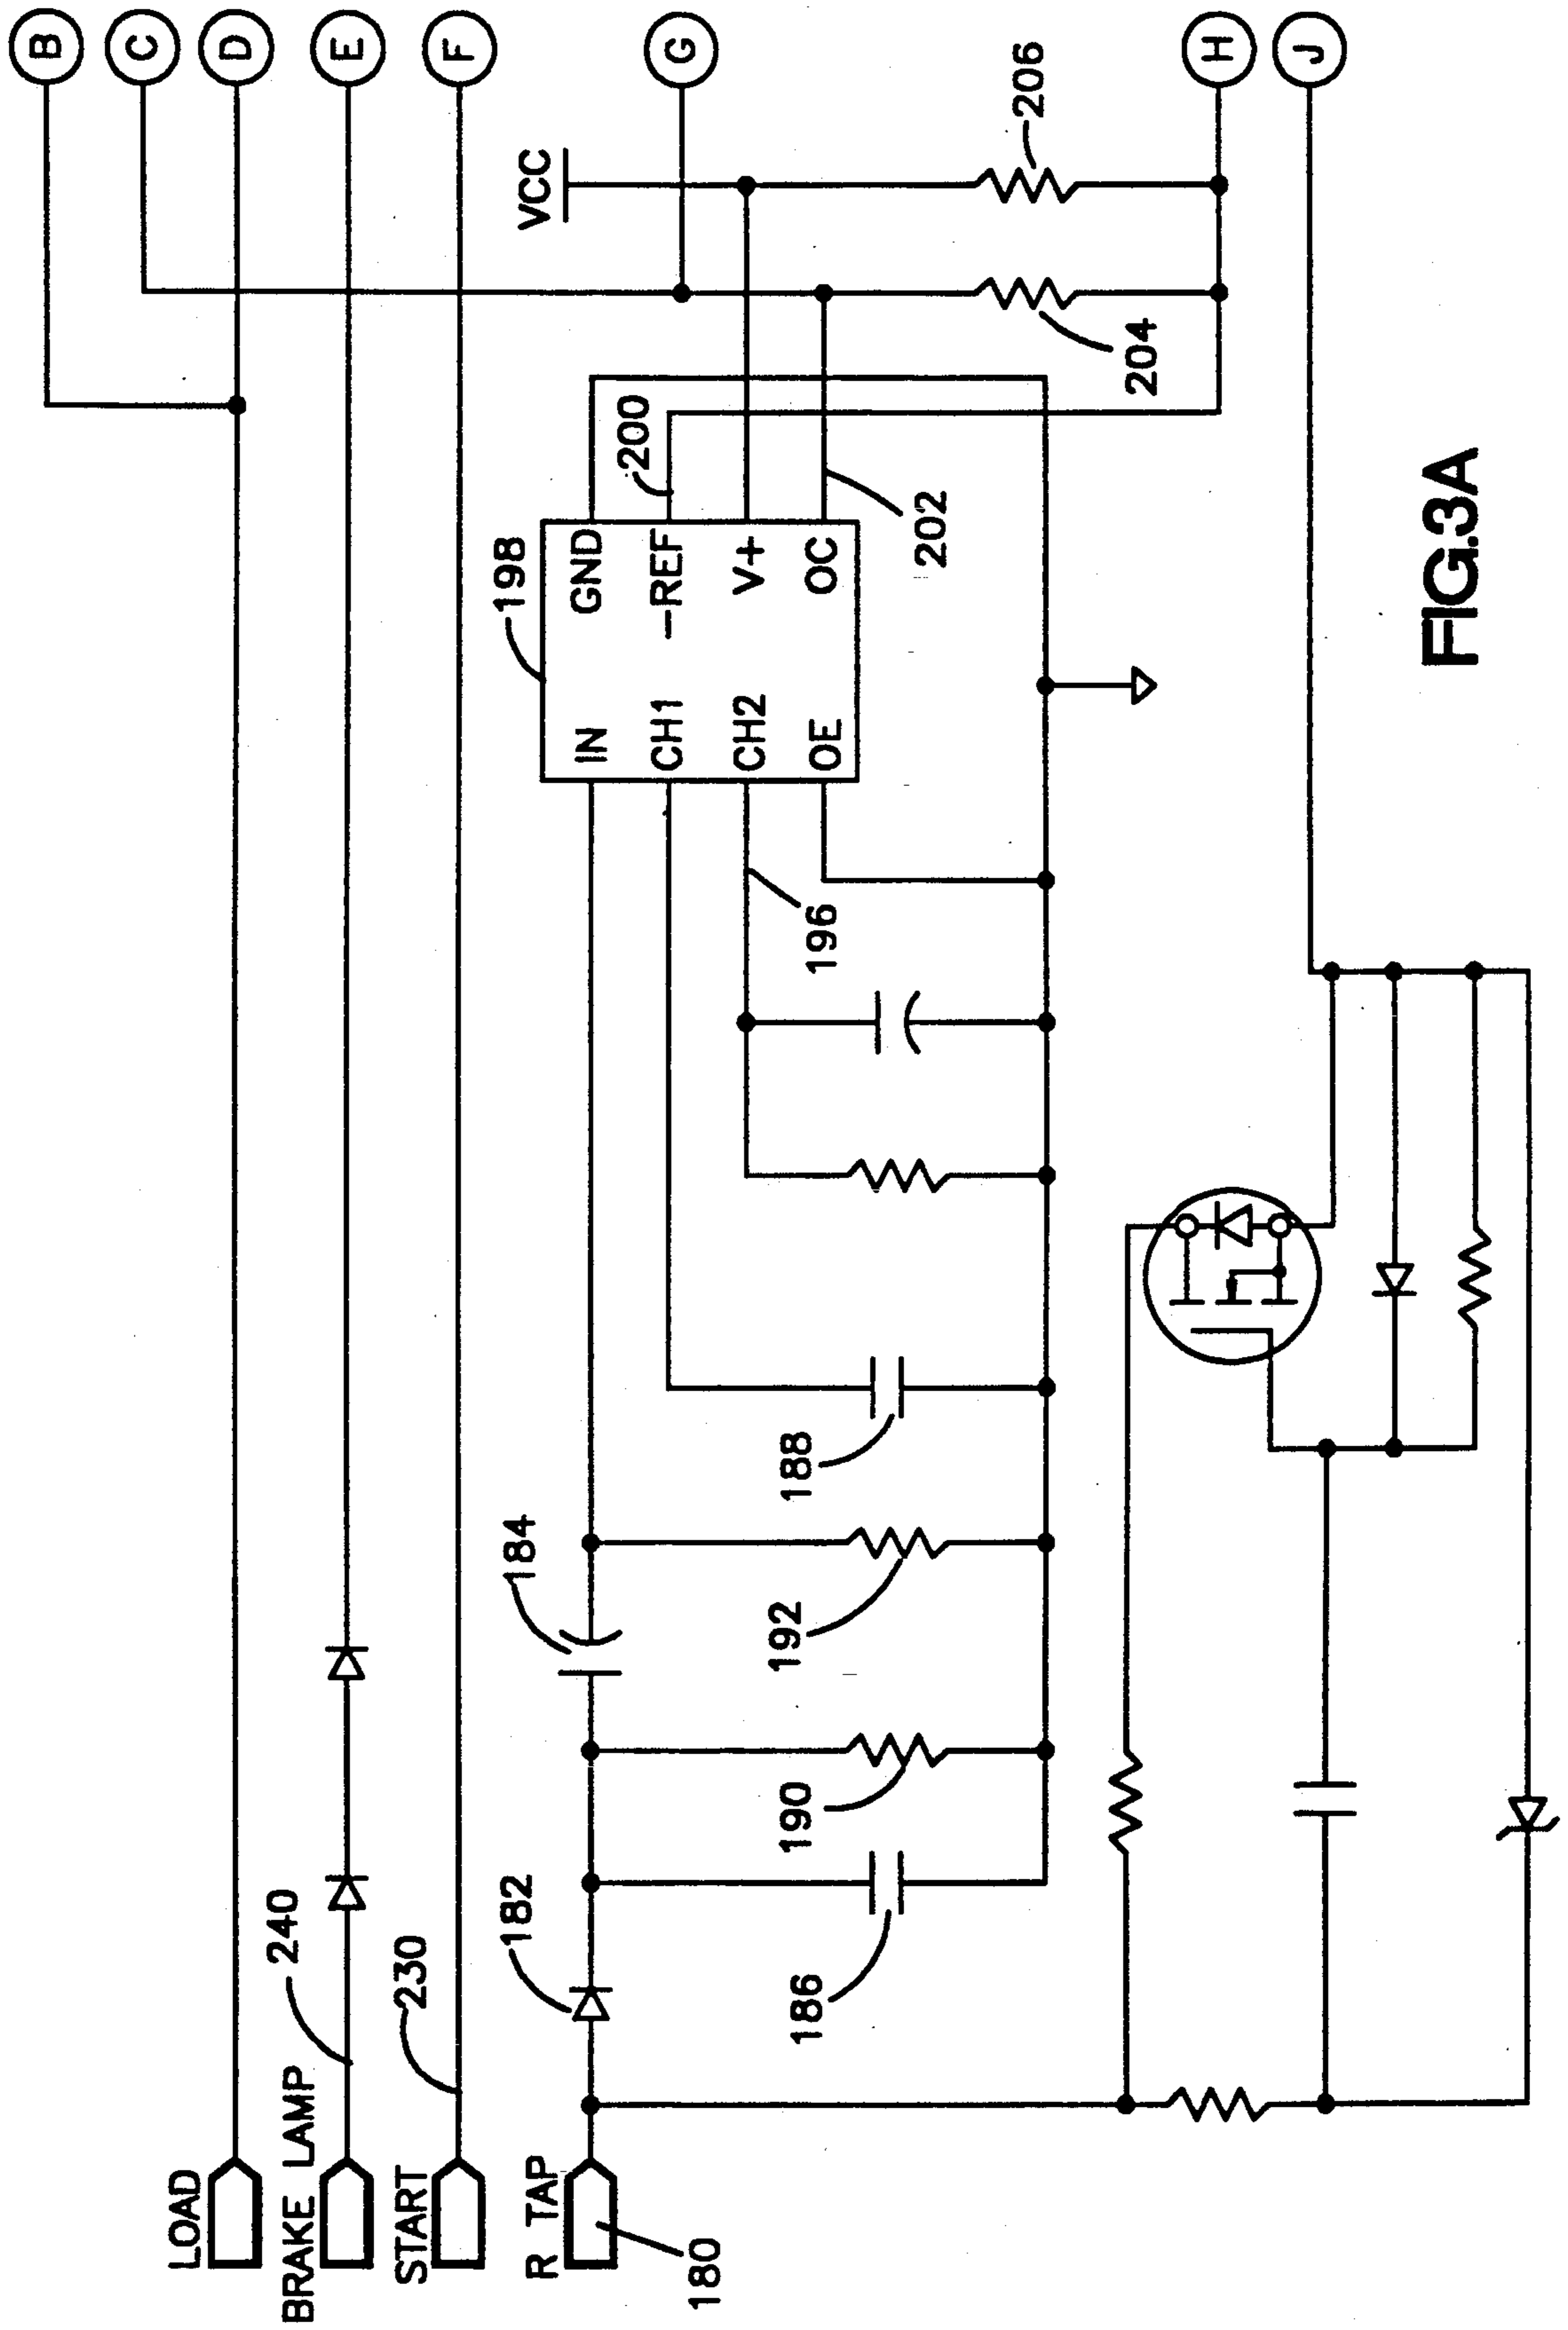 LOAD
BRAKE LAMP
240
START
230
R TAP
180
182
184
186
190
192
188
196
198
IN
CH1
CH2
OE
GND
–REF
V+
OC
200
202
VCC
204
206
B
C
D
E
F
G
H
J
FIG.3A